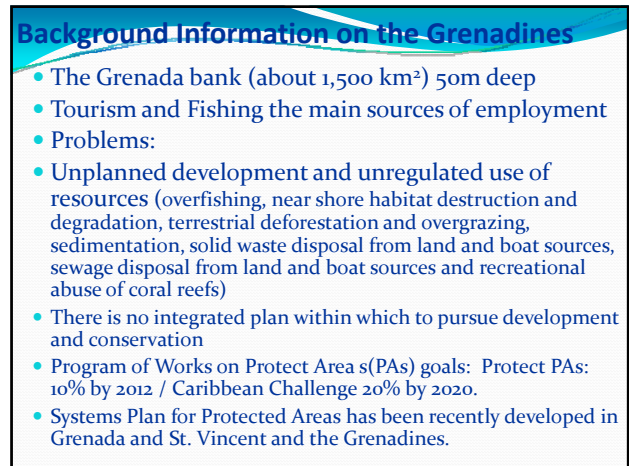 Background Information on the Grenadines
• The Grenada bank (about 1,500 km²) 50m deep
• Tourism and Fishing the main sources of employment
• Problems:
• Unplanned development and unregulated use of
resources (overfishing, near shore habitat destruction and
degradation, terrestrial deforestation and overgrazing,
sedimentation, solid waste disposal from land and boat sources,
sewage disposal from land and boat sources and recreational
abuse of coral reefs)
• There is no integrated plan within which to pursue development
and conservation
• Program of Works on Protect Area s(PAs) goals: Protect PAs:
10% by 2012 / Caribbean Challenge 20% by 2020.
• Systems Plan for Protected Areas has been recently developed in
Grenada and St. Vincent and the Grenadines.